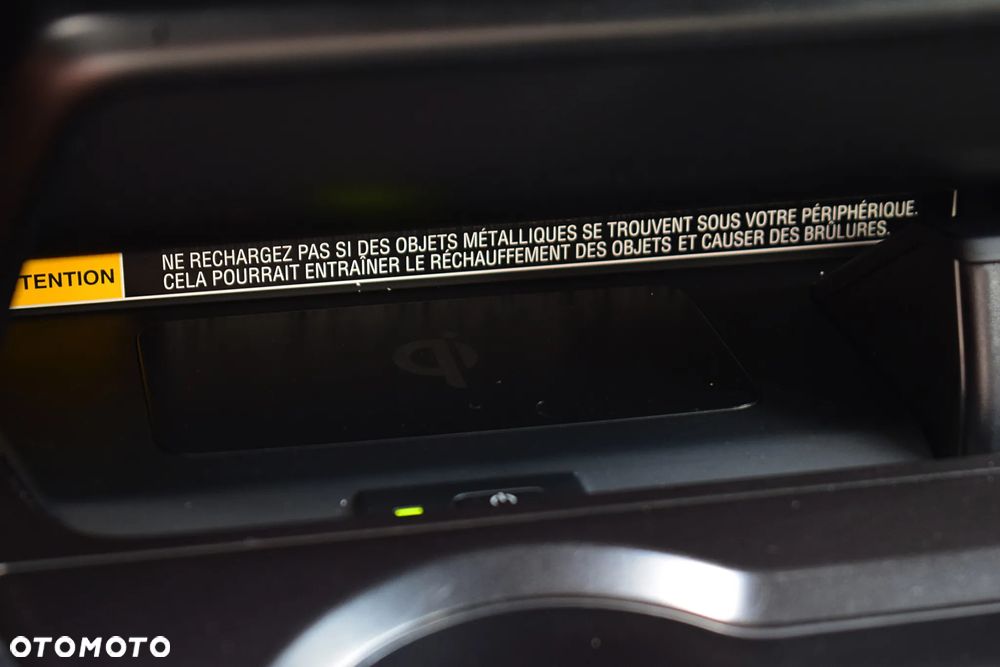 TENTION
NE RECHARGEZ PAS SI DES OBJETS MÉTALLIQUES SE TROUVENT SOUS VOTRE PÉRIPHÉRIQUE.
CELA POURRAIT ENTRAÎNER LE RÉCHAUFFEMENT DES OBJETS ET CAUSER DES BRÛLURES.
OTOMOTO